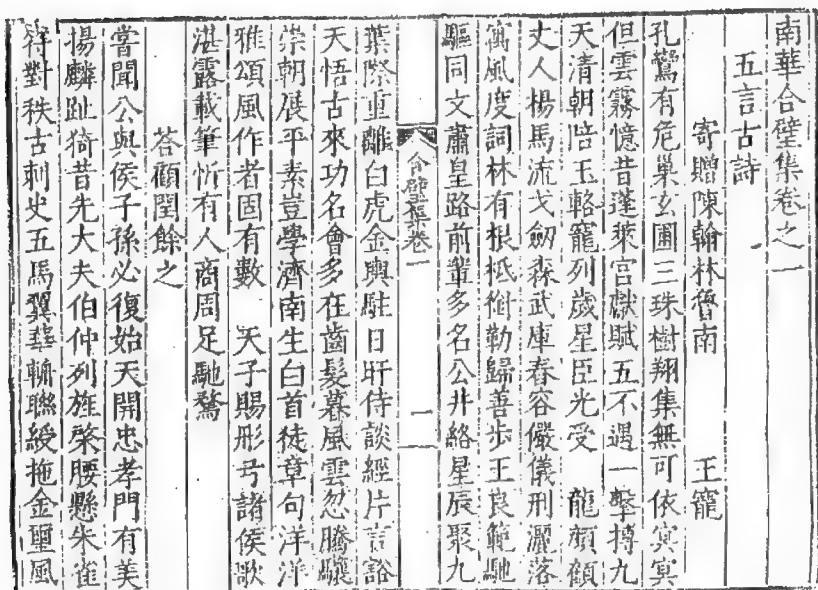 南華合璧集卷之一
五言古詩
寄贈陳翰林魯南 王寵
孔鸞有危巢玄圃三珠樹翔集無可依冥冥
但雲霧憶昔蓬萊宮獻賦五不遇一擊摶九
天清朝陪玉輅寵列歲星臣光受 龍顏顧
丈人楊馬流戈劒森武庫春容儼儀刑灑落
寓風度詞林有根柢銜勒歸善步王良範馳
驅同文蕭皇路前輩多名公井絡星辰聚九
合璧集卷一 一
葉際重離白虎金輿駐日旰侍談經片言豁
天悟古來功名會多在齒髮暮風雲忽騰驤
崇朝展平素豈學濟南生白首徒章句洋洋
雅頌風作者固有數 天子賜彤弓諸侯歌
湛露載筆忻有人商周足馳騖
荅顧閏餘之
嘗聞公與侯子孫必復始天開忠孝門有美
揚麟趾猗昔先大夫伯仲列旌棨腰懸朱雀
符對秩古刺史五馬翼華輈聯綬拖金璽風